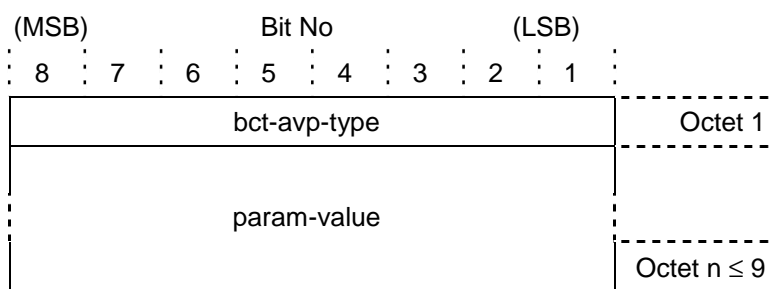 (MSB) Bit No (LSB)
8 7 6 5 4 3 2 1
bct-avp-type Octet 1
param-value
Octet n ≤ 9